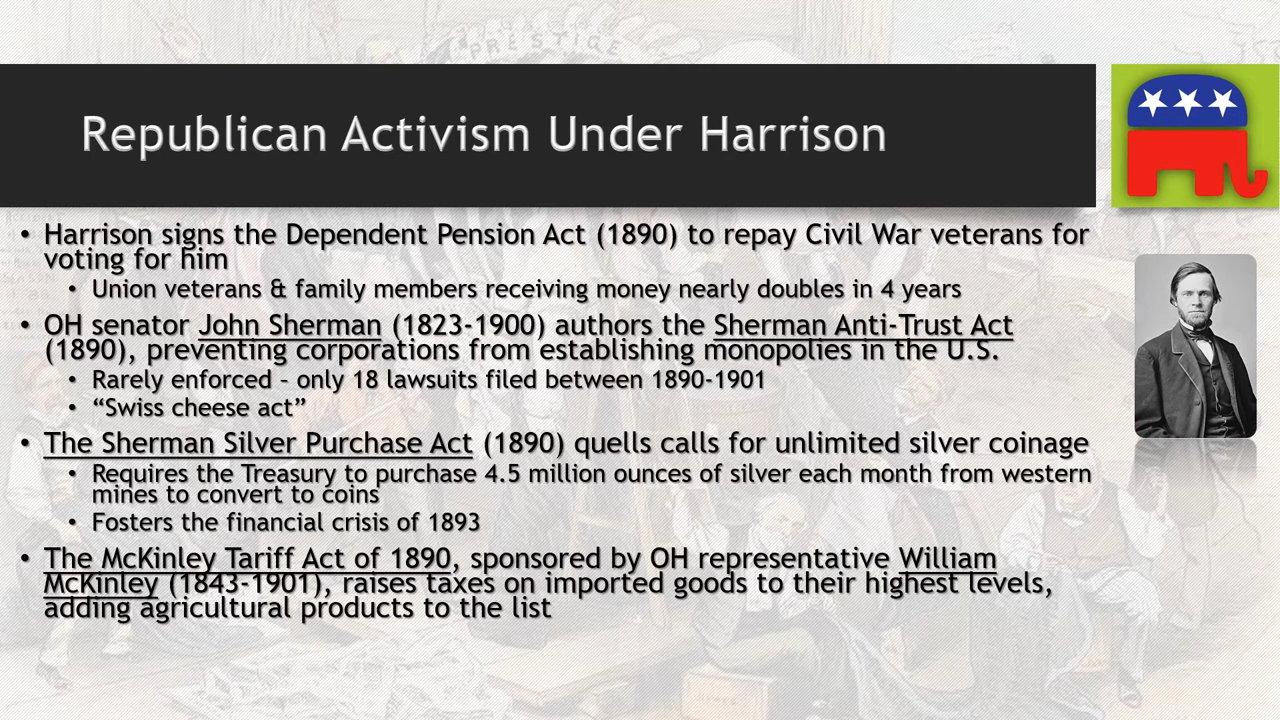 PRESTIGE
Republican Activism Under Harrison
• Harrison signs the Dependent Pension Act (1890) to repay Civil War veterans for
voting for him
• Union veterans & family members receiving money nearly doubles in 4 years
• OH senator John Sherman (1823-1900) authors the Sherman Anti-Trust Act
(1890), preventing corporations from establishing monopolies in the U.S.
• Rarely enforced – only 18 lawsuits filed between 1890-1901
• “Swiss cheese act”
• The Sherman Silver Purchase Act (1890) quells calls for unlimited silver coinage
• Requires the Treasury to purchase 4.5 million ounces of silver each month from western
mines to convert to coins
• Fosters the financial crisis of 1893
• The McKinley Tariff Act of 1890, sponsored by OH representative William
McKinley (1843-1901), raises taxes on imported goods to their highest levels,
adding agricultural products to the list